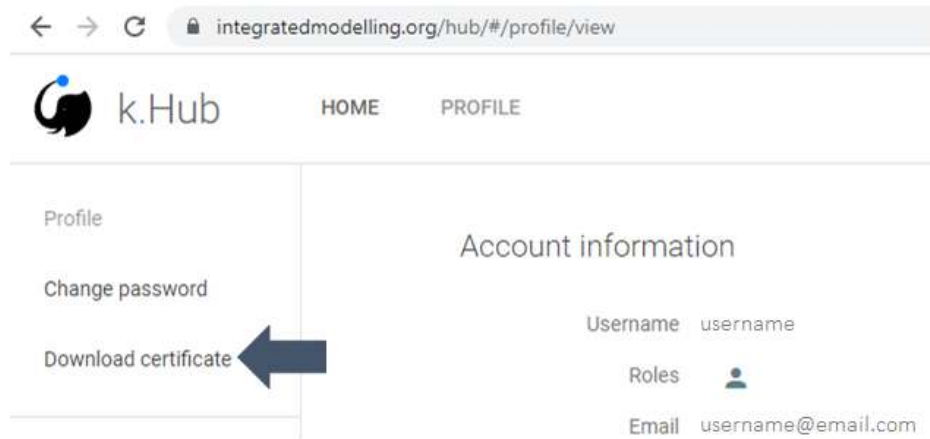 integratedmodelling.org/hub/#/profile/view
k.Hub HOME PROFILE
Profile
Change password
Download certificate
Account information
Username username
Roles
Email username@email.com